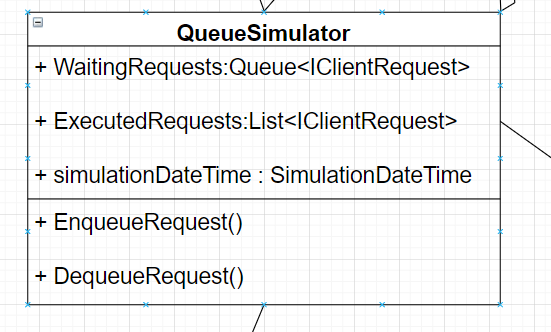 QueueSimulator
+ WaitingRequests:Queue<IClientRequest>
+ ExecutedRequests:List<IClientRequest>
+ simulationDateTime : SimulationDateTime
+ EnqueueRequest()
+ DequeueRequest()